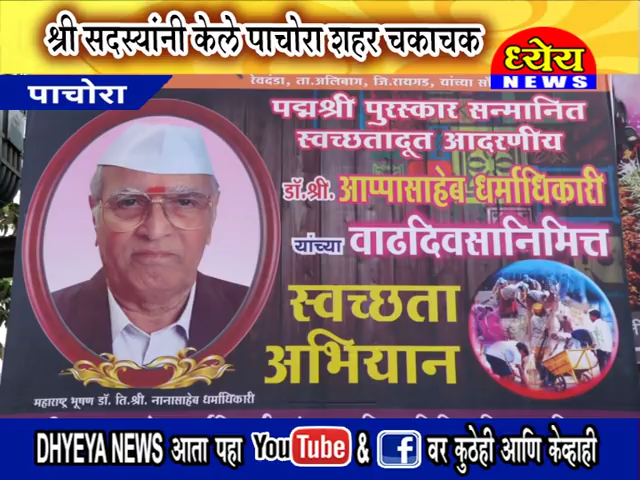 श्री सदस्यांनी केले पाचोरा शहर चकाचक
ध्येय
NEWS
पाचोरा
रेवदंडा, ता.अलिबाग, जि.रायगड, यांच्या
पद्मश्री पुरस्कार सन्मानित
स्वच्छतादूत आदरणीय
डॉ.श्री. आप्पासाहेब धर्माधिकारी
यांच्या वाढदिवसानिमित्त
स्वच्छता
अभियान
महाराष्ट्र भूषण डॉ. ति.श्री. नानासाहेब धर्माधिकारी
DHYEYA NEWS आता पहा YouTube & f वर कुठेही आणि केव्हाही